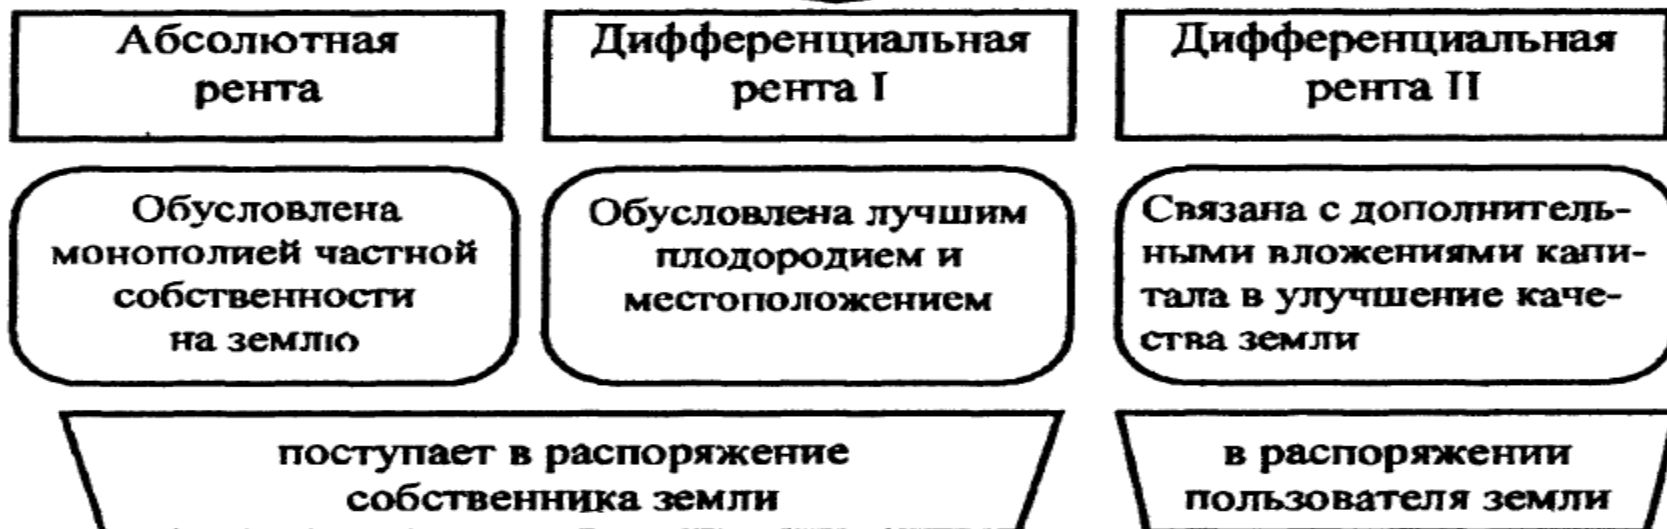 Абсолютная
рента
Дифференциальная
рента I
Дифференциальная
рента II
Обусловлена
монополией частной
собственности
на землю
Обусловлена лучшим
плодородием и
местоположением
Связана с дополнитель-
ными вложениями капи-
тала в улучшение каче-
ства земли
поступает в распоряжение
собственника земли
в распоряжении
пользователя земли